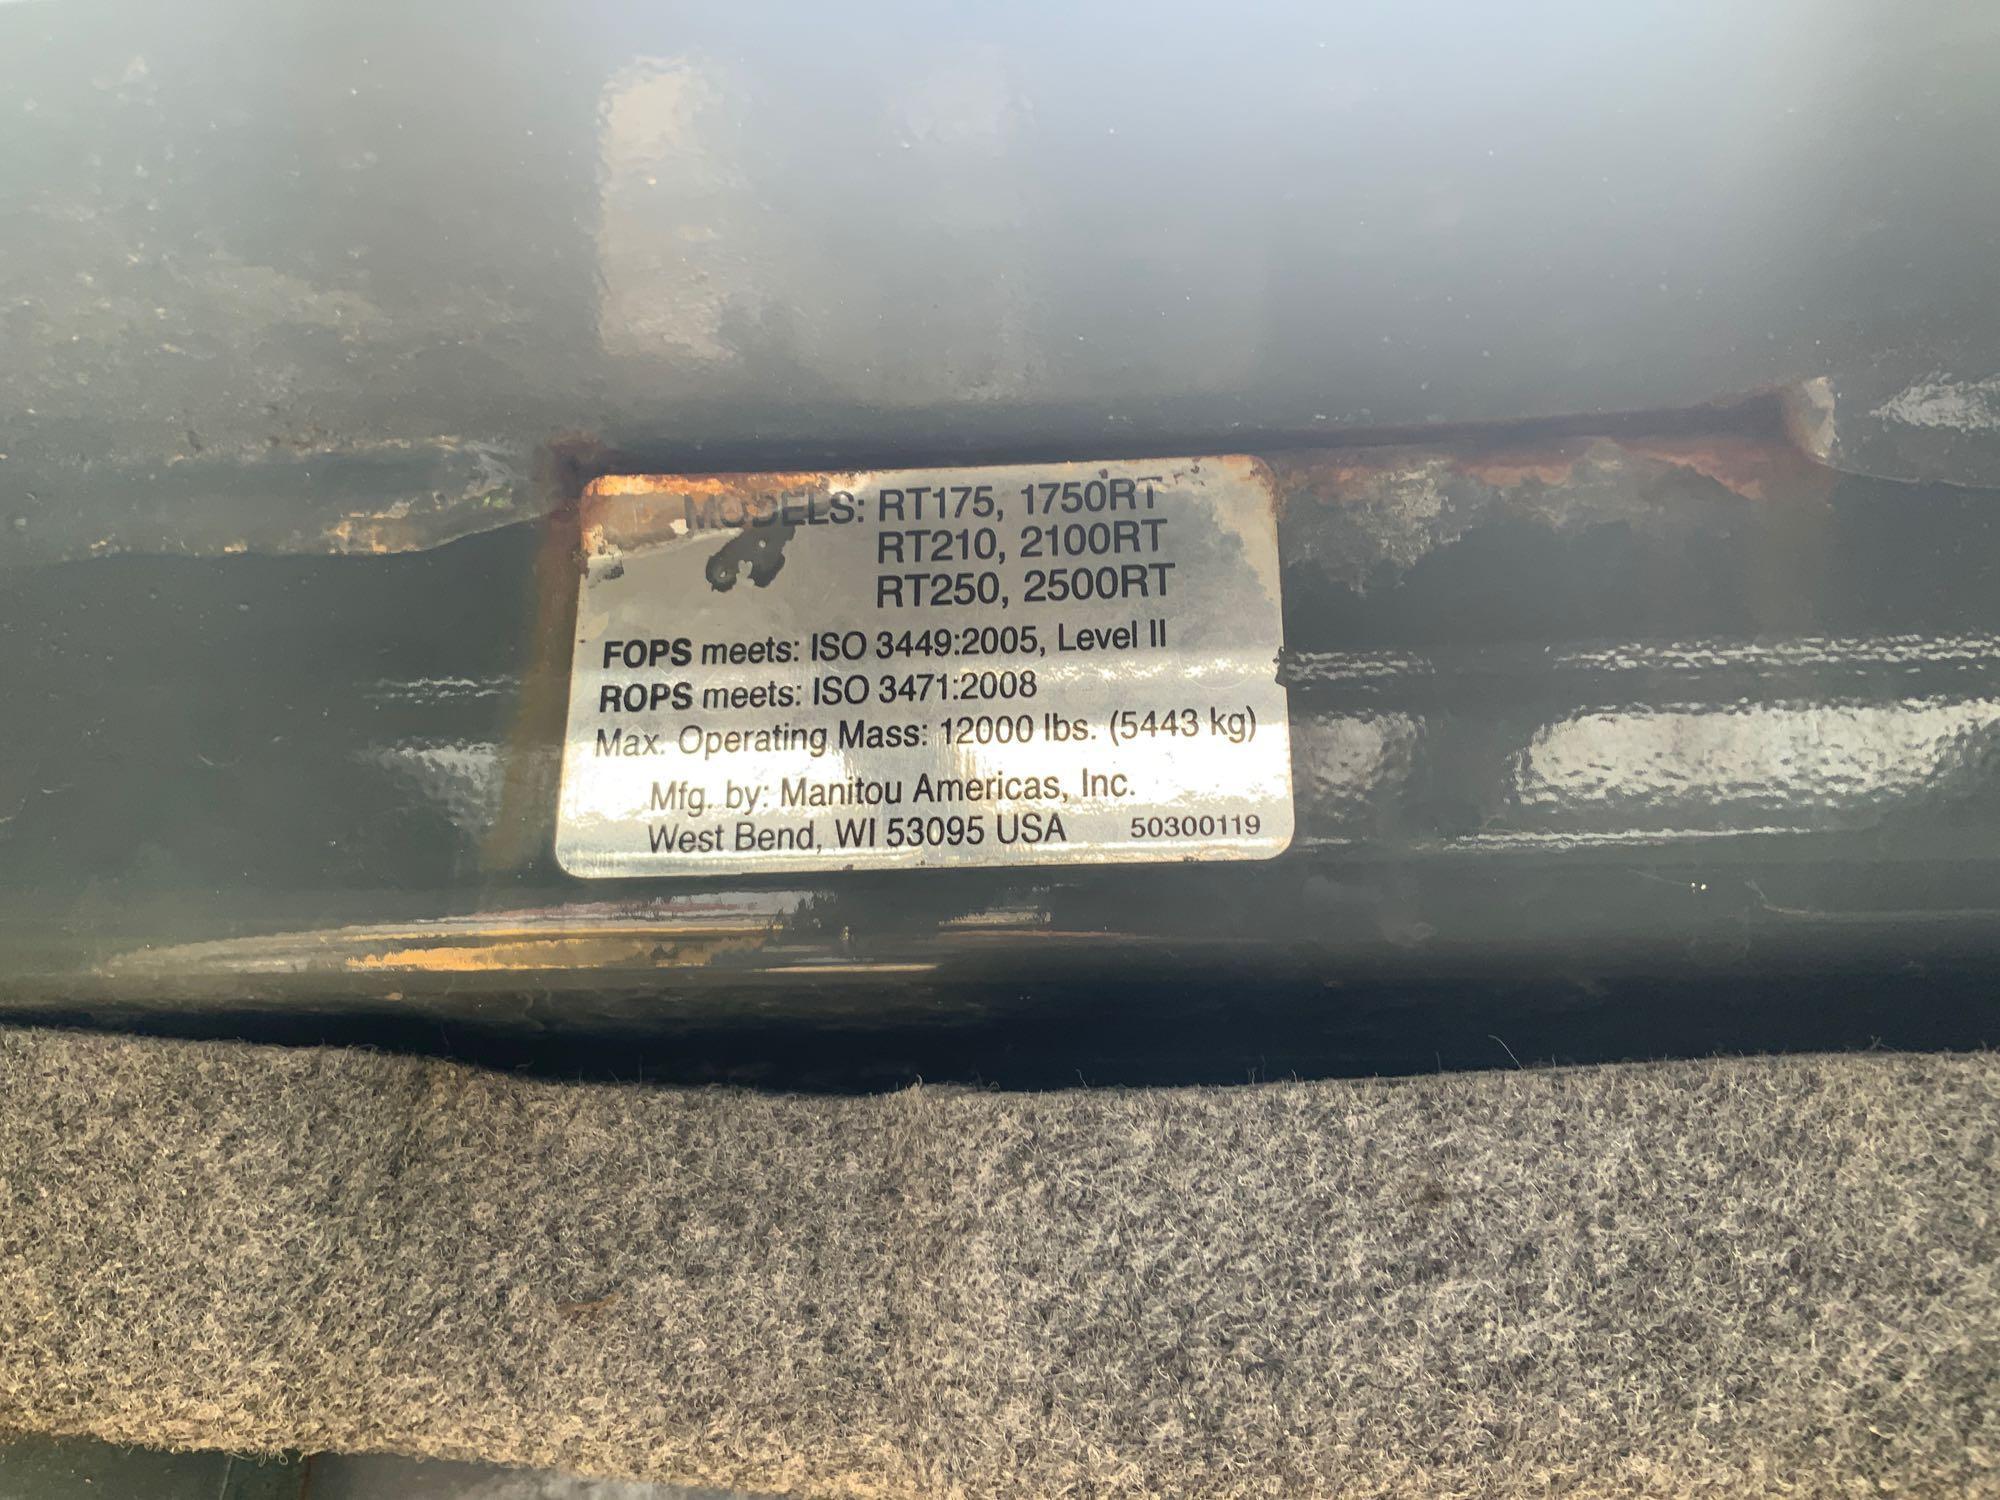 MODELS: RT175, 1750RT
RT210, 2100RT
RT250, 2500RT
FOPS meets: ISO 3449:2005, Level II
ROPS meets: ISO 3471:2008
Max. Operating Mass: 12000 lbs. (5443 kg)
Mfg. by: Manitou Americas, Inc.
West Bend, WI 53095 USA 50300119